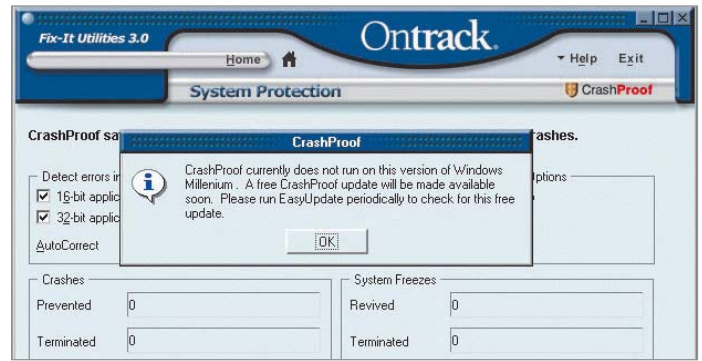 Fix-It Utilities 3.0
Ontrack.
Home
Help Exit
System Protection
CrashProof
CrashProof sa
ashes.
CrashProof
CrashProof currently does not run on this version of Windows
Millenium . A free CrashProof update will be made available
soon. Please run EasyUpdate periodically to check for this free
update.
OK
Detect errors in
ptions
16-bit applic
32-bit applic
AutoCorrect
Crashes
System Freezes
Prevented 0
Revived 0
Terminated 0
Terminated 0